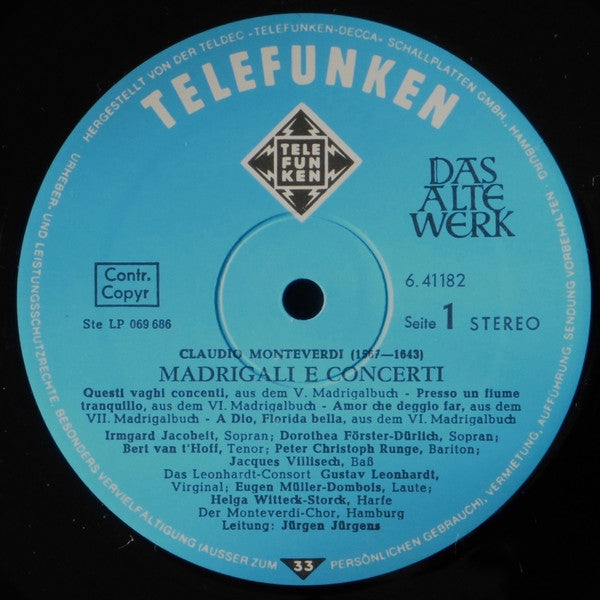 HERGESTELLT VON DER TELDEC »TELEFUNKEN-DECCA« SCHALLPLATTEN GMBH., HAMBURG
URHEBER- UND LEISTUNGSSCHUTZRECHTE, BESONDERS VERVIELFÄLTIGUNG (AUSSER ZUM PERSÖNLICHEN GEBRAUCH), VERMIETUNG, AUFFÜHRUNG, SENDUNG VORBEHALTEN.
TELEFUNKEN
TELE
FUN
KEN
DAS
ALTE
WERK
Contr.
Copyr
6.41182
Ste LP 069 686
Seite 1 STEREO
CLAUDIO MONTEVERDI (1567—1643)
MADRIGALI E CONCERTI
Questi vaghi concenti, aus dem V. Madrigalbuch - Presso un fiume
tranquillo, aus dem VI. Madrigalbuch - Amor che deggio far, aus dem
VII. Madrigalbuch - A Dio, Florida bella, aus dem VI. Madrigalbuch
Irmgard Jacobeit, Sopran; Dorothea Förster-Dürlich, Sopran;
Bert van t'Hoff, Tenor; Peter Christoph Runge, Bariton;
Jacques Villisech, Baß
Das Leonhardt-Consort Gustav Leonhardt,
Virginal; Eugen Müller-Dombois, Laute;
Helga Witteck-Storck, Harfe
Der Monteverdi-Chor, Hamburg
Leitung: Jürgen Jürgens
33